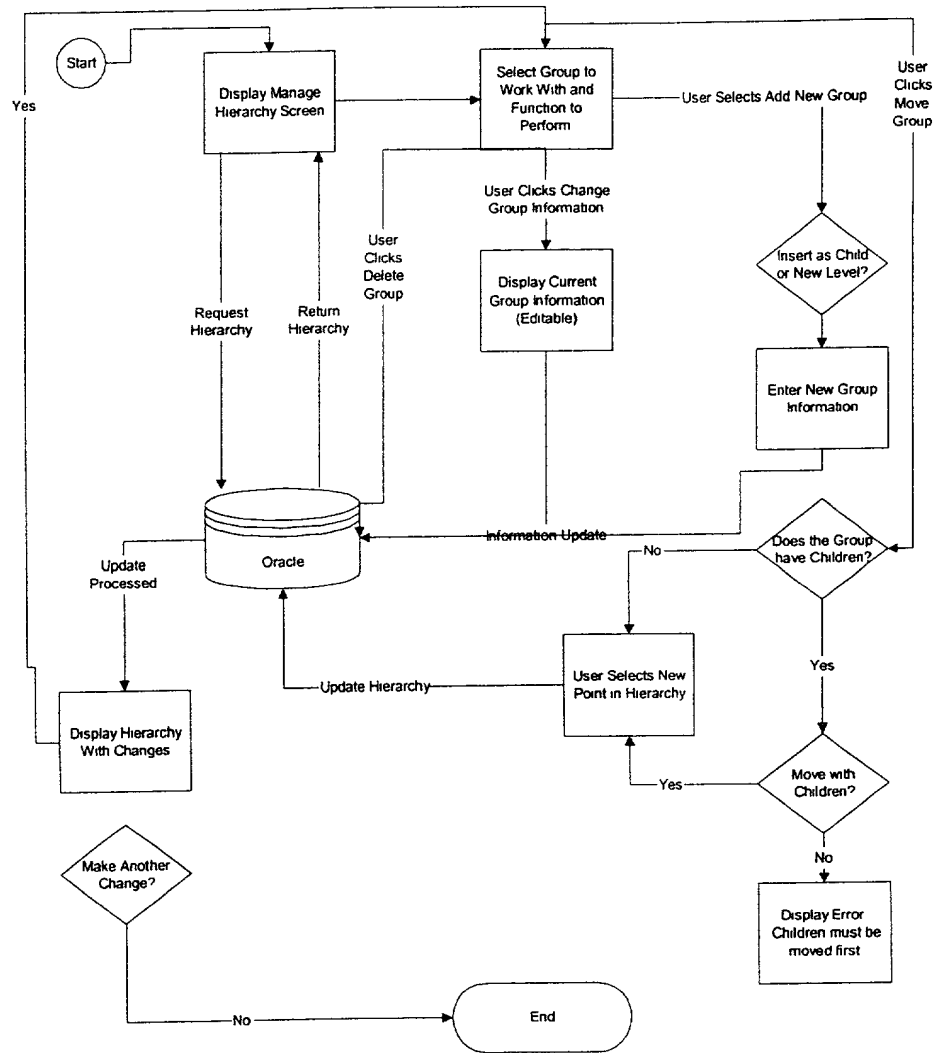 Start
Yes
Display Manage
Hierarchy Screen
Select Group to
Work With and
Function to
Perform
User Selects Add New Group
User
Clicks
Move
Group
User Clicks Change
Group Information
User
Clicks
Delete
Group
Insert as Child
or New Level?
Display Current
Group Information
(Editable)
Request
Hierarchy
Return
Hierarchy
Enter New Group
Information
Information Update
Oracle
Does the Group
have Children?
No
Update
Processed
User Selects New
Point in Hierarchy
Update Hierarchy
Yes
Display Hierarchy
With Changes
Move with
Children?
Yes
No
Make Another
Change?
Display Error
Children must be
moved first
No
End